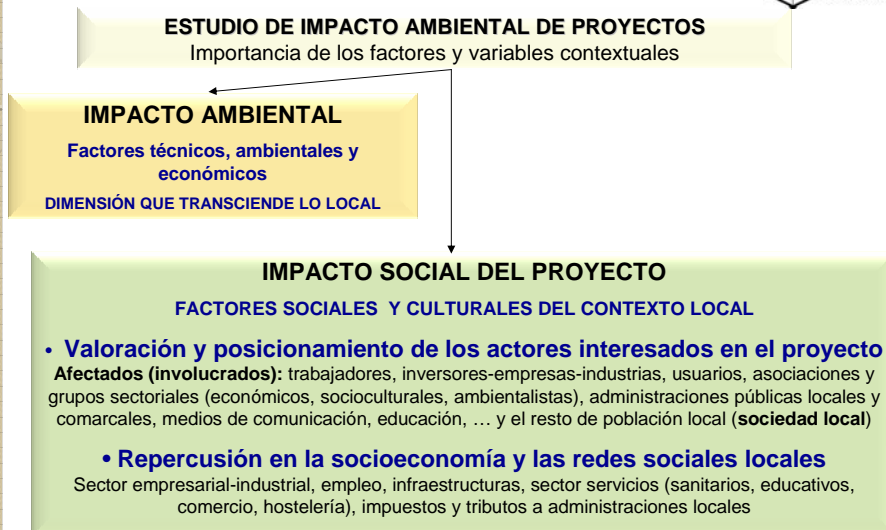 ESTUDIO DE IMPACTO AMBIENTAL DE PROYECTOS
Importancia de los factores y variables contextuales
IMPACTO AMBIENTAL
Factores técnicos, ambientales y
económicos
DIMENSIÓN QUE TRANSCIENDE LO LOCAL
IMPACTO SOCIAL DEL PROYECTO
FACTORES SOCIALES Y CULTURALES DEL CONTEXTO LOCAL
• Valoración y posicionamiento de los actores interesados en el proyecto
Afectados (involucrados): trabajadores, inversores-empresas-industrias, usuarios, asociaciones y
grupos sectoriales (económicos, socioculturales, ambientalistas), administraciones públicas locales y
comarcales, medios de comunicación, educación, … y el resto de población local (sociedad local)
• Repercusión en la socioeconomía y las redes sociales locales
Sector empresarial-industrial, empleo, infraestructuras, sector servicios (sanitarios, educativos,
comercio, hostelería), impuestos y tributos a administraciones locales